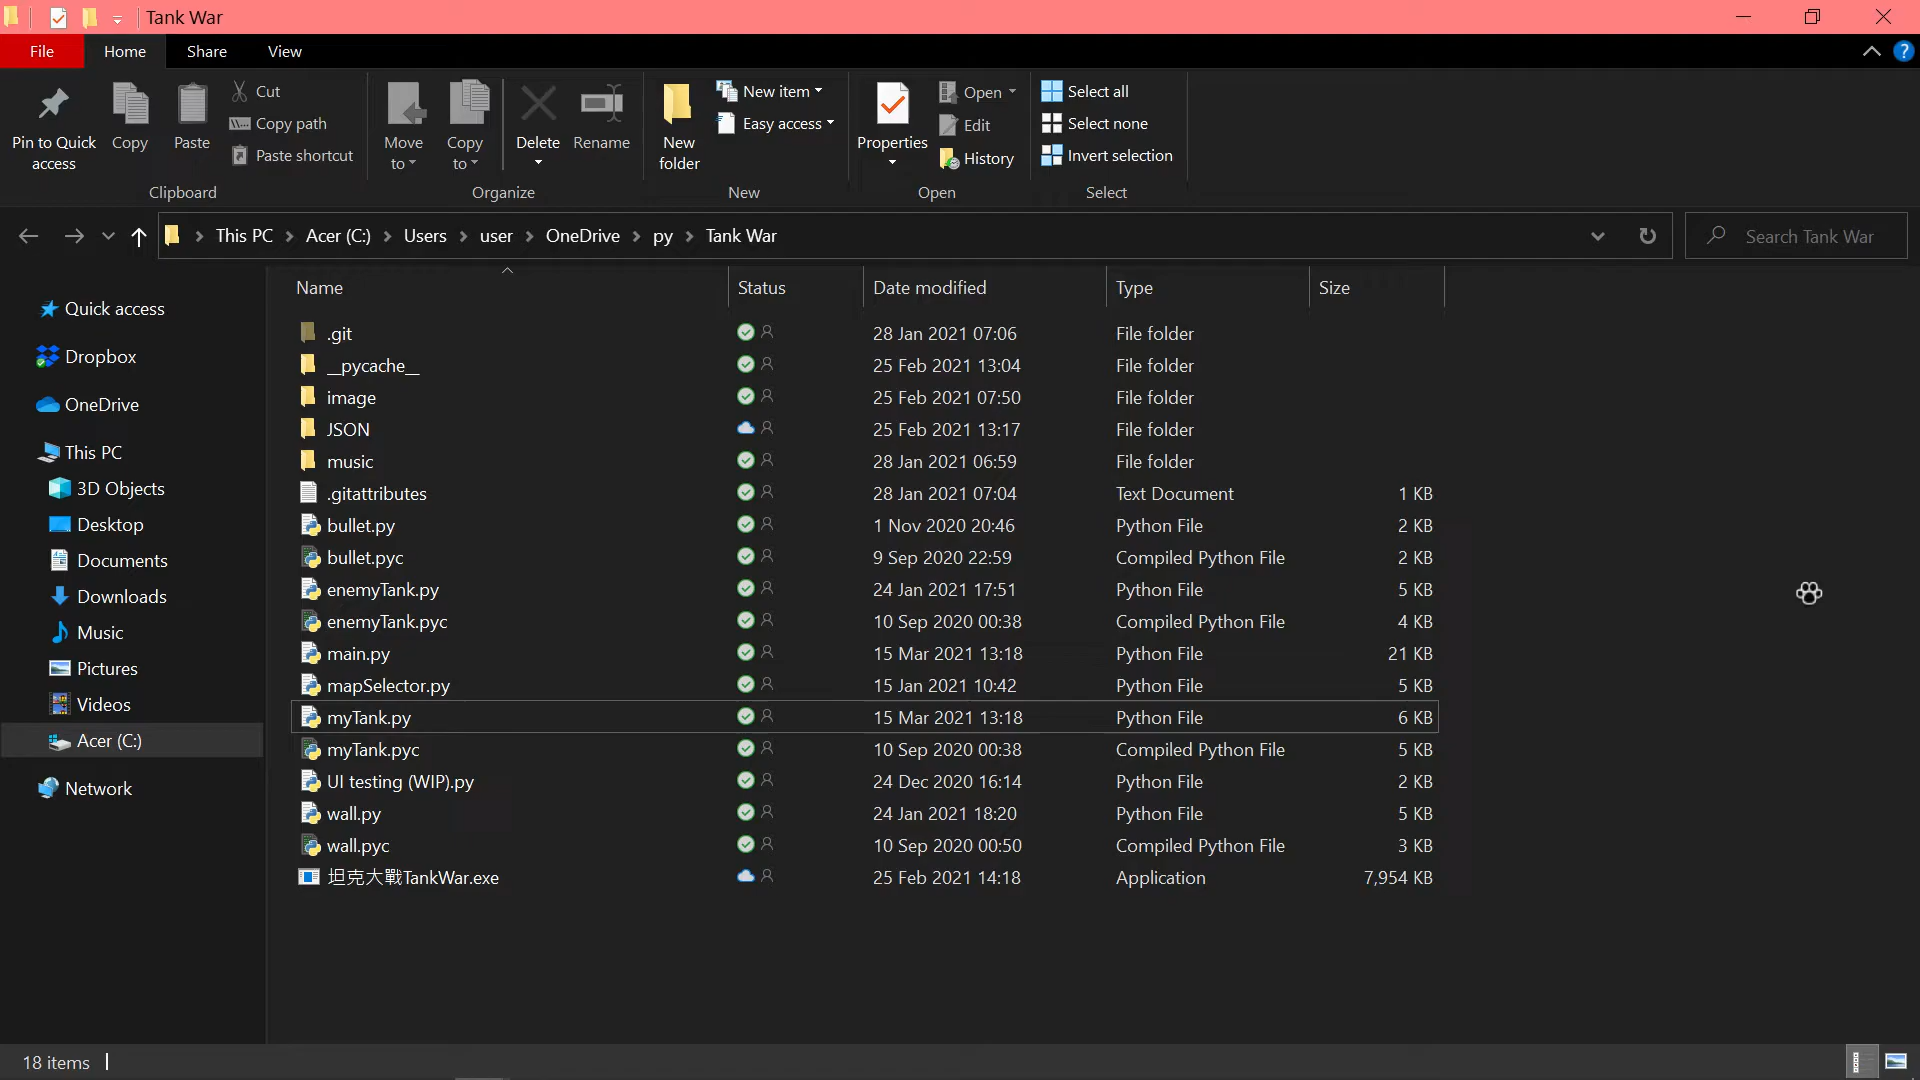 Tank War
File Home Share View
Pin to Quick access
Copy
Paste
Cut
Copy path
Paste shortcut
Clipboard
Move to
Copy to
Delete
Rename
Organize
New folder
New item
Easy access
New
Properties
Open
Edit
History
Open
Select all
Select none
Invert selection
Select
This PC > Acer (C:) > Users > user > OneDrive > py > Tank War
Search Tank War
Quick access
Dropbox
OneDrive
This PC
3D Objects
Desktop
Documents
Downloads
Music
Pictures
Videos
Acer (C:)
Network
Name Status Date modified Type Size
.git 28 Jan 2021 07:06 File folder
__pycache__ 25 Feb 2021 13:04 File folder
image 25 Feb 2021 07:50 File folder
JSON 25 Feb 2021 13:17 File folder
music 28 Jan 2021 06:59 File folder
.gitattributes 28 Jan 2021 07:04 Text Document 1 KB
bullet.py 1 Nov 2020 20:46 Python File 2 KB
bullet.pyc 9 Sep 2020 22:59 Compiled Python File 2 KB
enemyTank.py 24 Jan 2021 17:51 Python File 5 KB
enemyTank.pyc 10 Sep 2020 00:38 Compiled Python File 4 KB
main.py 15 Mar 2021 13:18 Python File 21 KB
mapSelector.py 15 Jan 2021 10:42 Python File 5 KB
myTank.py 15 Mar 2021 13:18 Python File 6 KB
myTank.pyc 10 Sep 2020 00:38 Compiled Python File 5 KB
UI testing (WIP).py 24 Dec 2020 16:14 Python File 2 KB
wall.py 24 Jan 2021 18:20 Python File 5 KB
wall.pyc 10 Sep 2020 00:50 Compiled Python File 3 KB
坦克大戰TankWar.exe 25 Feb 2021 14:18 Application 7,954 KB
18 items